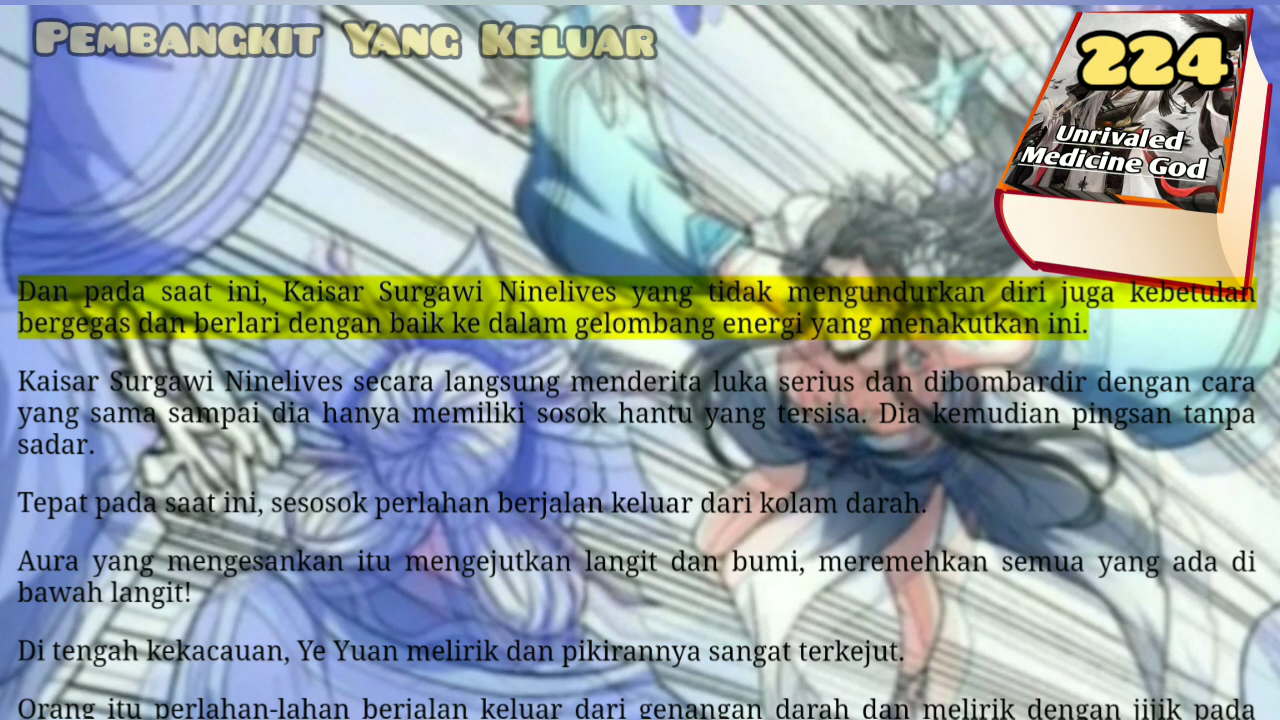 Pembangkit Yang Keluar
224
Unrivaled
Medicine God
Dan pada saat ini, Kaisar Surgawi Ninelives yang tidak mengundurkan diri juga kebetulan
bergegas dan berlari dengan baik ke dalam gelombang energi yang menakutkan ini.
Kaisar Surgawi Ninelives secara langsung menderita luka serius dan dibombardir dengan cara
yang sama sampai dia hanya memiliki sosok hantu yang tersisa. Dia kemudian pingsan tanpa
sadar.
Tepat pada saat ini, sesosok perlahan berjalan keluar dari kolam darah.
Aura yang mengesankan itu mengejutkan langit dan bumi, meremehkan semua yang ada di
bawah langit!
Di tengah kekacauan, Ye Yuan melirik dan pikirannya sangat terkejut.
Orang itu perlahan-lahan berjalan keluar dari genangan darah dan melirik dengan jijik pada